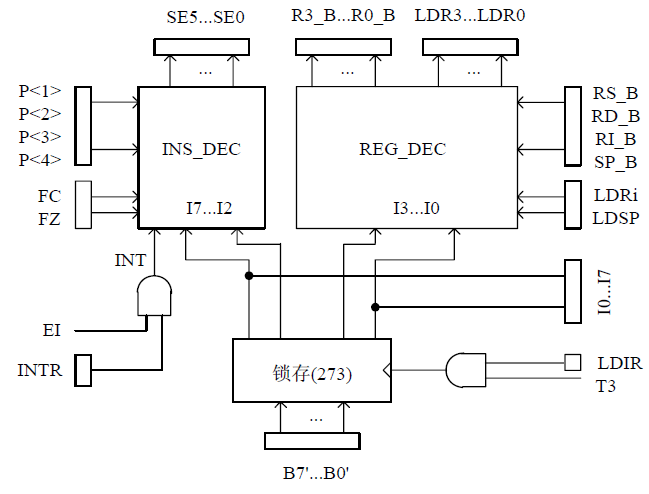 SE5...SE0
R3_B...R0_B
LDR3...LDR0
...
...
...
P<1>
P<2>
P<3>
P<4>
INS_DEC
REG_DEC
RS_B
RD_B
RI_B
SP_B
FC
FZ
I7...I2
I3...I0
LDRi
LDSP
INT
I0...I7
EI
INTR
锁存(273)
LDIR
T3
...
B7'...B0'